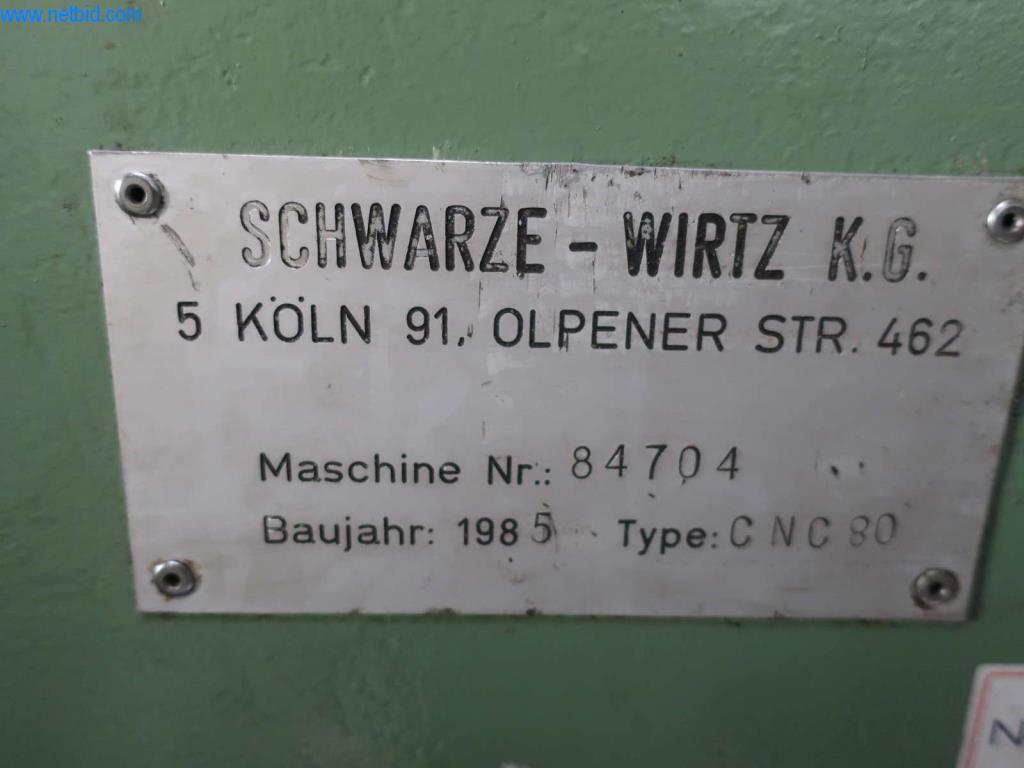 www.netbid.com
SCHWARZE - WIRTZ K.G.
5 KÖLN 91, OLPENER STR. 462
Maschine Nr.: 84704
Baujahr: 1985 Type: CNC 80